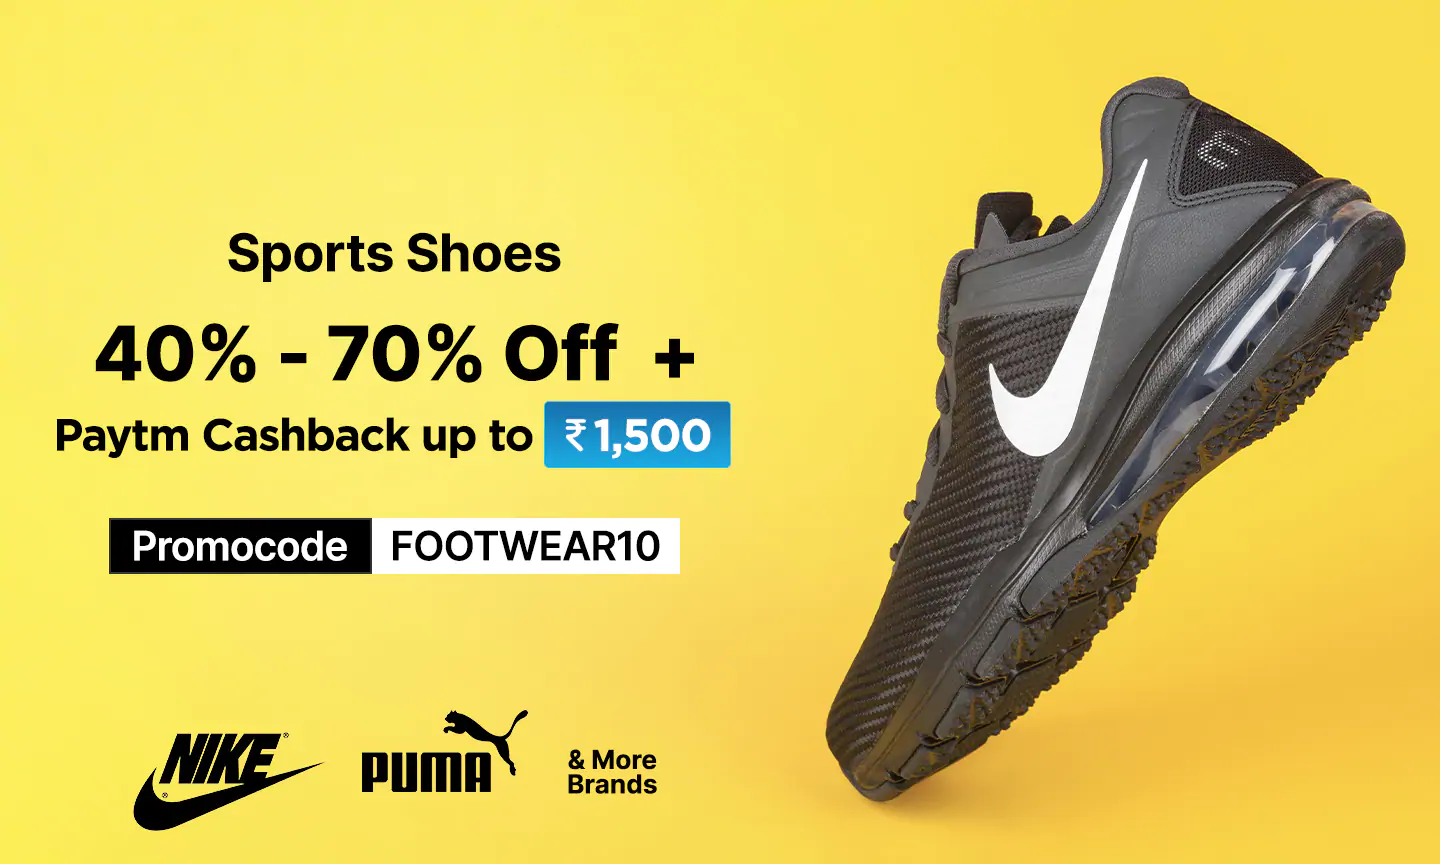 Sports Shoes
40% - 70% Off +
Paytm Cashback up to ₹1,500
Promocode FOOTWEAR10
NIKE®
®
PUMA
& More
Brands